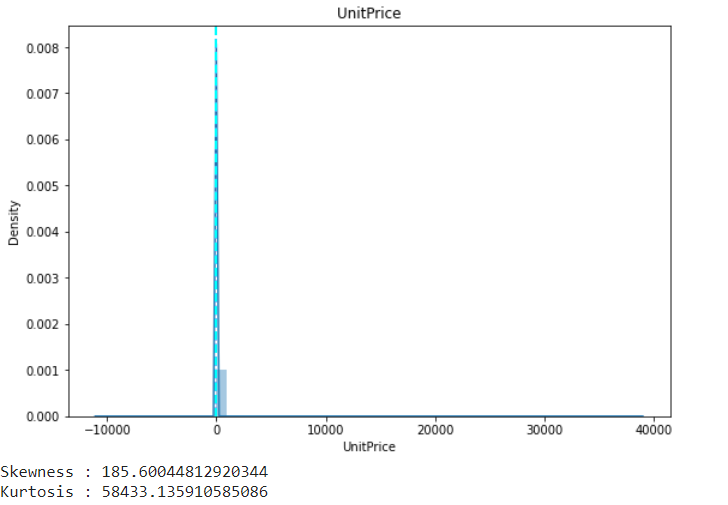 UnitPrice
0.008
0.007
0.006
0.005
0.004
0.003
0.002
0.001
0.000
Density
−10000 0 10000 20000 30000 40000
UnitPrice
Skewness : 185.60044812920344
Kurtosis : 58433.135910585086